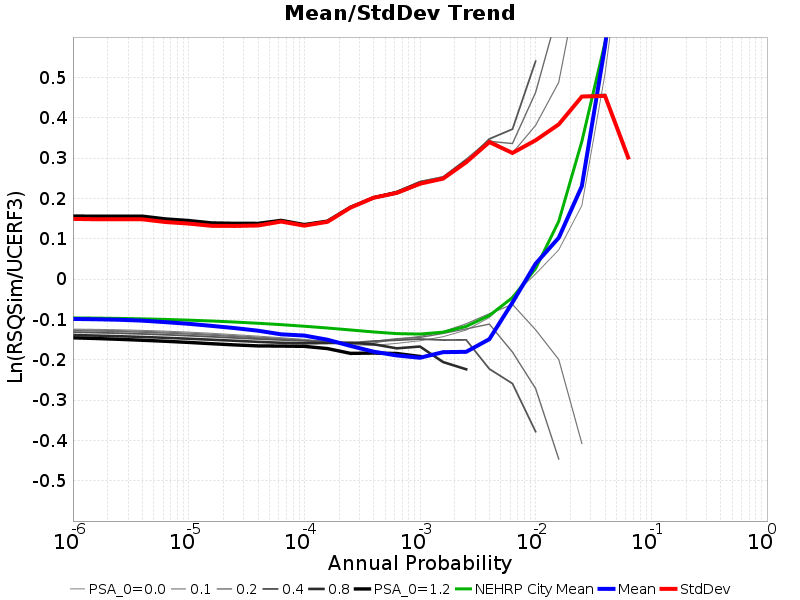 Mean/StdDev Trend
Ln(RSQSim/UCERF3)
0.5
0.4
0.3
0.2
0.1
0
-0.1
-0.2
-0.3
-0.4
-0.5
10^-6 10^-5 10^-4 10^-3 10^-2 10^-1 10^0
Annual Probability
PSA_0=0.0 0.1 0.2 0.4 0.8 PSA_0=1.2 NEHRP City Mean Mean StdDev